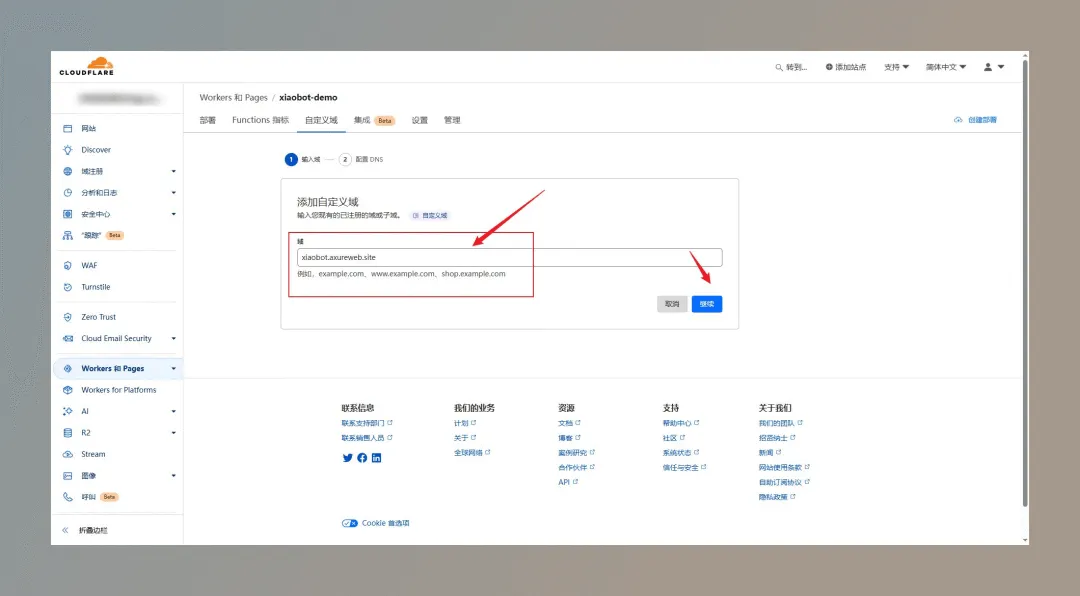 CLOUDFLARE
转到...
添加站点
支持
简体中文
Workers 和 Pages / xiaobot-demo
部署 Functions 指标 自定义域 集成 Beta 设置 管理
创建部署
网站
Discover
域注册
分析和日志
安全中心
"跟踪" Beta
WAF
Turnstile
Zero Trust
Cloud Email Security
Workers 和 Pages
Workers for Platforms
AI
R2
Stream
图像
呼叫 Beta
折叠边栏
1 输入域 2 配置 DNS
添加自定义域
输入您现有的已注册的域或子域。 自定义域
域
xiaobot.axureweb.site
例如，example.com、www.example.com、shop.example.com
取消 继续
联系信息
联系支持部门
联系销售人员
我们的业务
计划
关于
全球网络
资源
文档
博客
案例研究
合作伙伴
API
支持
帮助中心
社区
系统状态
信任与安全
关于我们
我们的团队
招贤纳士
新闻
网站使用条款
自助订阅协议
隐私政策
Cookie 首选项